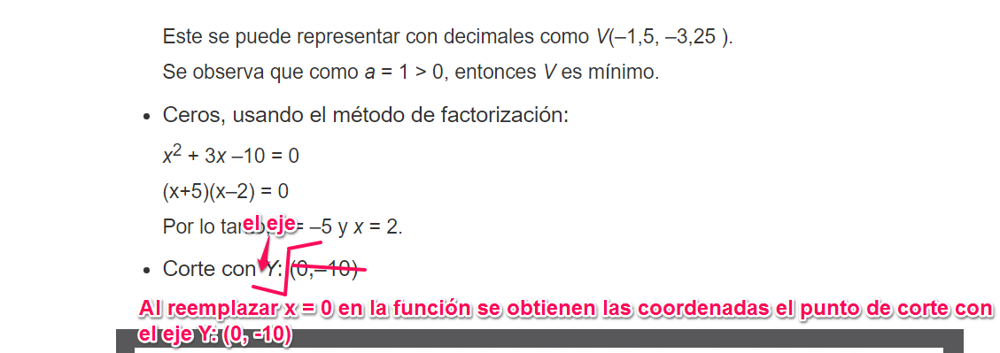 Este se puede representar con decimales como V(–1,5, –3,25 ).
Se observa que como a = 1 > 0, entonces V es mínimo.
• Ceros, usando el método de factorización:
x² + 3x –10 = 0
(x+5)(x–2) = 0
el eje
Por lo = –5 y x = 2.
• Corte con Y: (0,–10)
Al reemplazar x = 0 en la función se obtienen las coordenadas el punto de corte con
el eje Y: (0, -10)